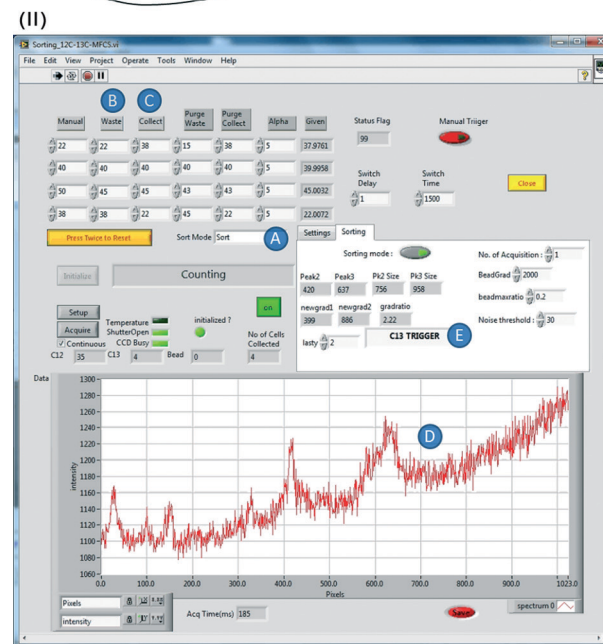 (II)
Sorting_12C-13C-MFCS.vi
File Edit View Project Operate Tools Window Help
B C
Manual Waste Collect Purge Waste Purge Collect Alpha Given Status Flag Manual Triiger
22 22 38 15 38 5 37.9761 99
40 40 40 40 40 5 39.9958 Switch Delay Switch Time
50 45 45 43 43 5 45.0032 1 1500 Close
38 38 22 45 22 5 22.0072
Press Twice to Reset Sort Mode Sort A Settings Sorting
Sorting mode : No. of Acquisition : 1
Initialize Counting Peak2 Peak3 Pk2 Size Pk3 Size BeadGrad 2000
420 637 756 958 beadmaxratio 0.2
Setup on newgrad1 newgrad2 gradratio
Temperature initialized ? 399 886 2.22 Noise threshold : 30
Acquire ShutterOpen No of Cells Collected lasty 2 C13 TRIGGER E
Continuous CCD Busy
C12 35 C13 4 Bead 0 4
Data
1300
1280
1260
1240
D
1220
1200
intensity
1180
1160
1140
1120
1100
1080
1060
0.0 100.0 200.0 300.0 400.0 500.0 600.0 700.0 800.0 900.0 1023.0
Pixels
Pixels spectrum 0
intensity Acq Time(ms) 185 Save